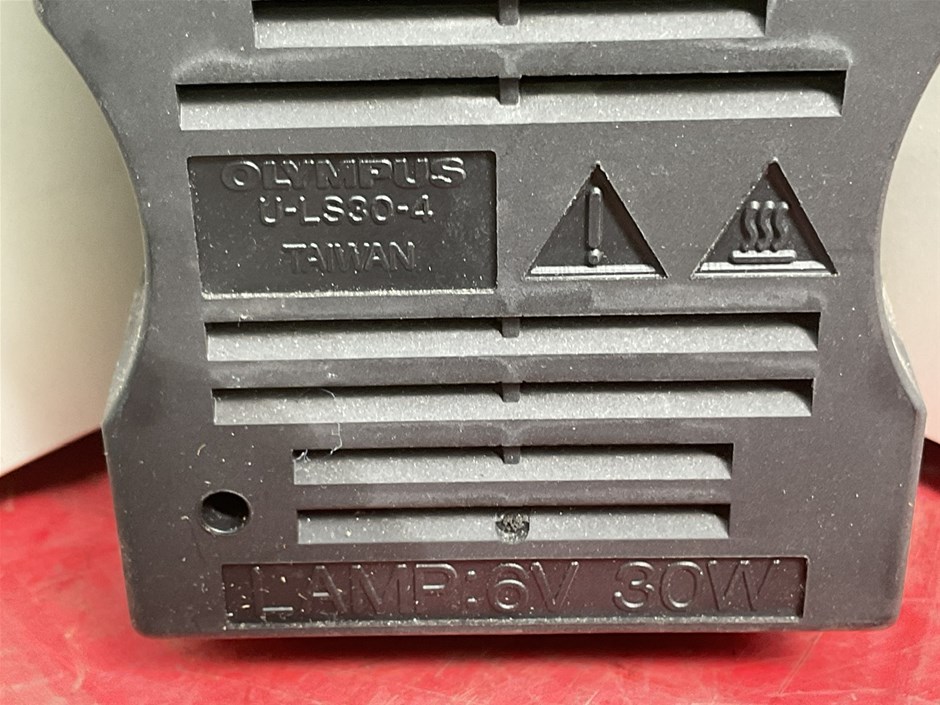 OLYMPUS
U-LS30-4
TAIWAN
LAMP:6V 30W